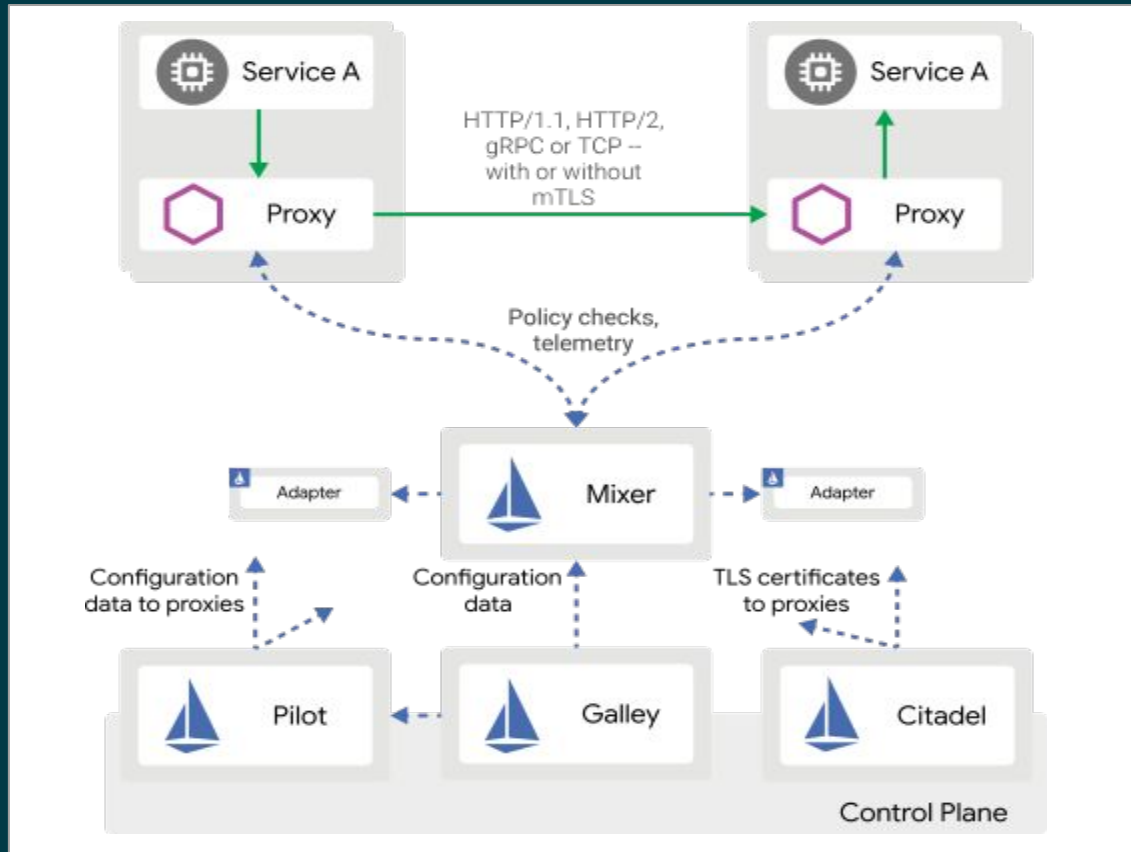 Service A
Service A
HTTP/1.1, HTTP/2,
gRPC or TCP --
with or without
mTLS
Proxy
Proxy
Policy checks,
telemetry
Mixer
Adapter
Adapter
Configuration
data to proxies
Configuration
data
TLS certificates
to proxies
Pilot
Galley
Citadel
Control Plane